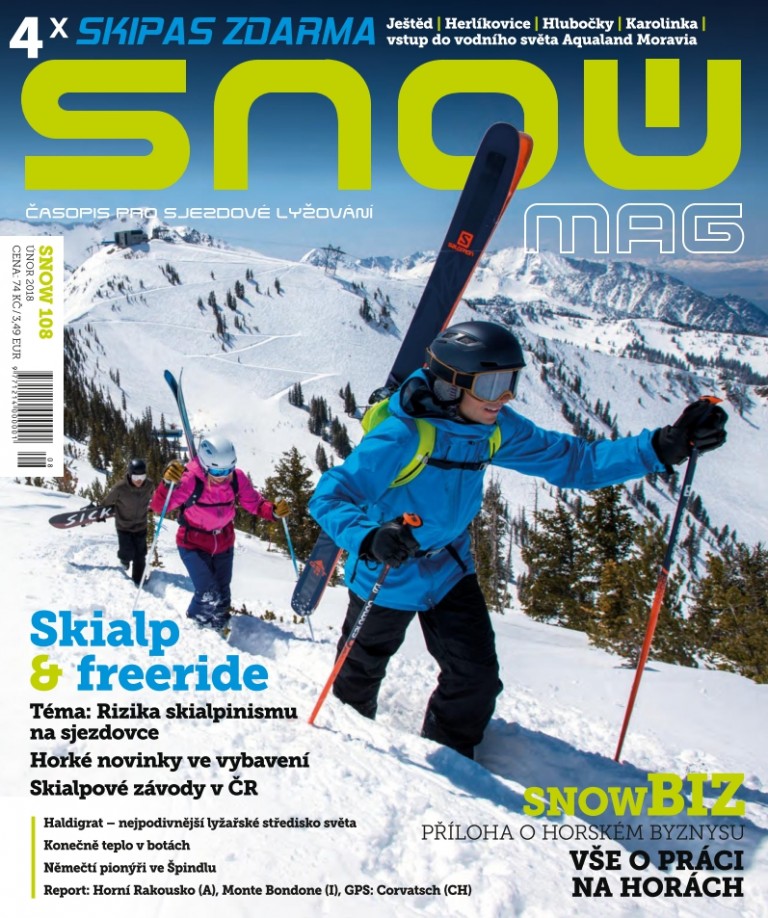 4x SKIPAS ZDARMA
Ještěd | Herlíkovice | Hlubočky | Karolinka |
vstup do vodního světa Aqualand Moravia
SNOW
ČASOPIS PRO SJEZDOVÉ LYŽOVÁNÍ
MAG
SNOW 108
ÚNOR 2018
CENA: 74 KČ / 3,49 EUR
08
SALOMON
SICK
SALOMON
Skialp
& freeride
Téma: Rizika skialpinismu
na sjezdovce
Horké novinky ve vybavení
Skialpové závody v ČR
Haldigrat – nejpodivnější lyžařské středisko světa
Konečně teplo v botách
Němečtí pionýři ve Špindlu
Report: Horní Rakousko (A), Monte Bondone (I), GPS: Corvatsch (CH)
SNOWBIZ
PŘÍLOHA O HORSKÉM BYZNYSU
VŠE O PRÁCI
NA HORÁCH